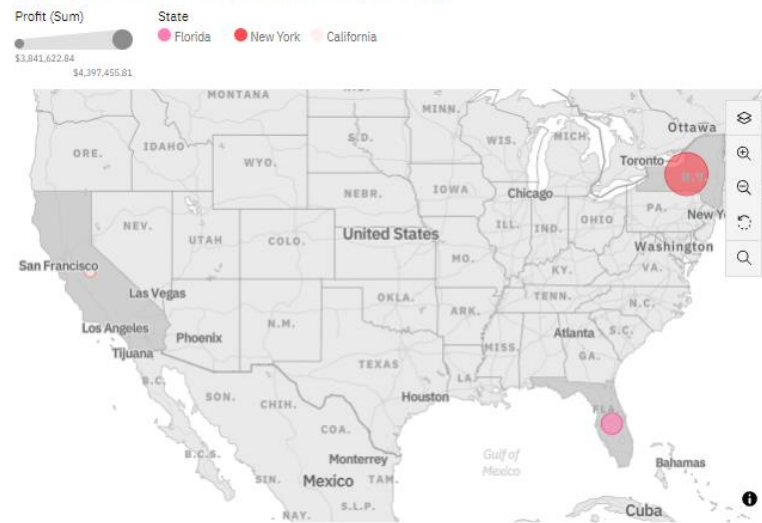 Profit (Sum)
$3,841,622.84
$4,397,455.81
State
Florida
New York
California
MONTANA
MINN.
Ottawa
ORE.
IDAHO
S.D.
WIS.
MICH.
Toronto
N.Y.
WYO.
NEBR.
IOWA
Chicago
PA.
New Y
NEV.
UTAH
COLO.
United States
ILL.
IND.
OHIO
Washington
San Francisco
MO.
KY.
VA.
Las Vegas
OKLA.
TENN.
N.C.
Los Angeles
Phoenix
N.M.
ARK.
Atlanta
S.C.
Tijuana
MISS.
GA.
B.C.
TEXAS
LA.
SON.
CHIH.
Houston
FLA.
COA.
B.C.S.
Monterrey
Gulf of
Mexico
Bahamas
SIN.
Mexico
TAM.
S.L.P.
NAY.
Cuba